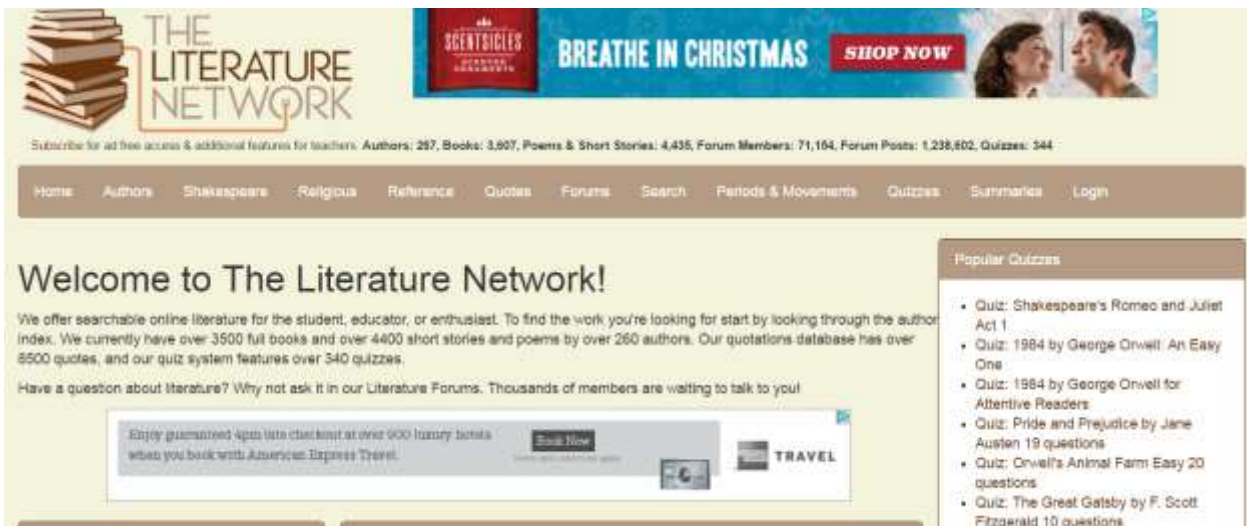 THE
LITERATURE
NETWORK
SCENTSICLES
SCENTED
ORNAMENTS
BREATHE IN CHRISTMAS
SHOP NOW
Subscribe for ad free access & additional features for teachers. Authors: 267, Books: 3,607, Poems & Short Stories: 4,435, Forum Members: 71,154, Forum Posts: 1,238,602, Quizzes: 344
Home Authors Shakespeare Religious Reference Quotes Forums Search Periods & Movements Quizzes Summaries Login
Welcome to The Literature Network!
We offer searchable online literature for the student, educator, or enthusiast. To find the work you're looking for start by looking through the author
index. We currently have over 3500 full books and over 4400 short stories and poems by over 260 authors. Our quotations database has over
8500 quotes, and our quiz system features over 340 quizzes.
Have a question about literature? Why not ask it in our Literature Forums. Thousands of members are waiting to talk to you!
Enjoy guaranteed 4pm late checkout at over 900 luxury hotels
when you book with American Express Travel.
Book Now
TRAVEL
Popular Quizzes
Quiz: Shakespeare's Romeo and Juliet
Act 1
Quiz: 1984 by George Orwell: An Easy
One
Quiz: 1984 by George Orwell for
Attentive Readers
Quiz: Pride and Prejudice by Jane
Austen 19 questions
Quiz: Orwell's Animal Farm Easy 20
questions
Quiz: The Great Gatsby by F. Scott
Fitzgerald 10 questions